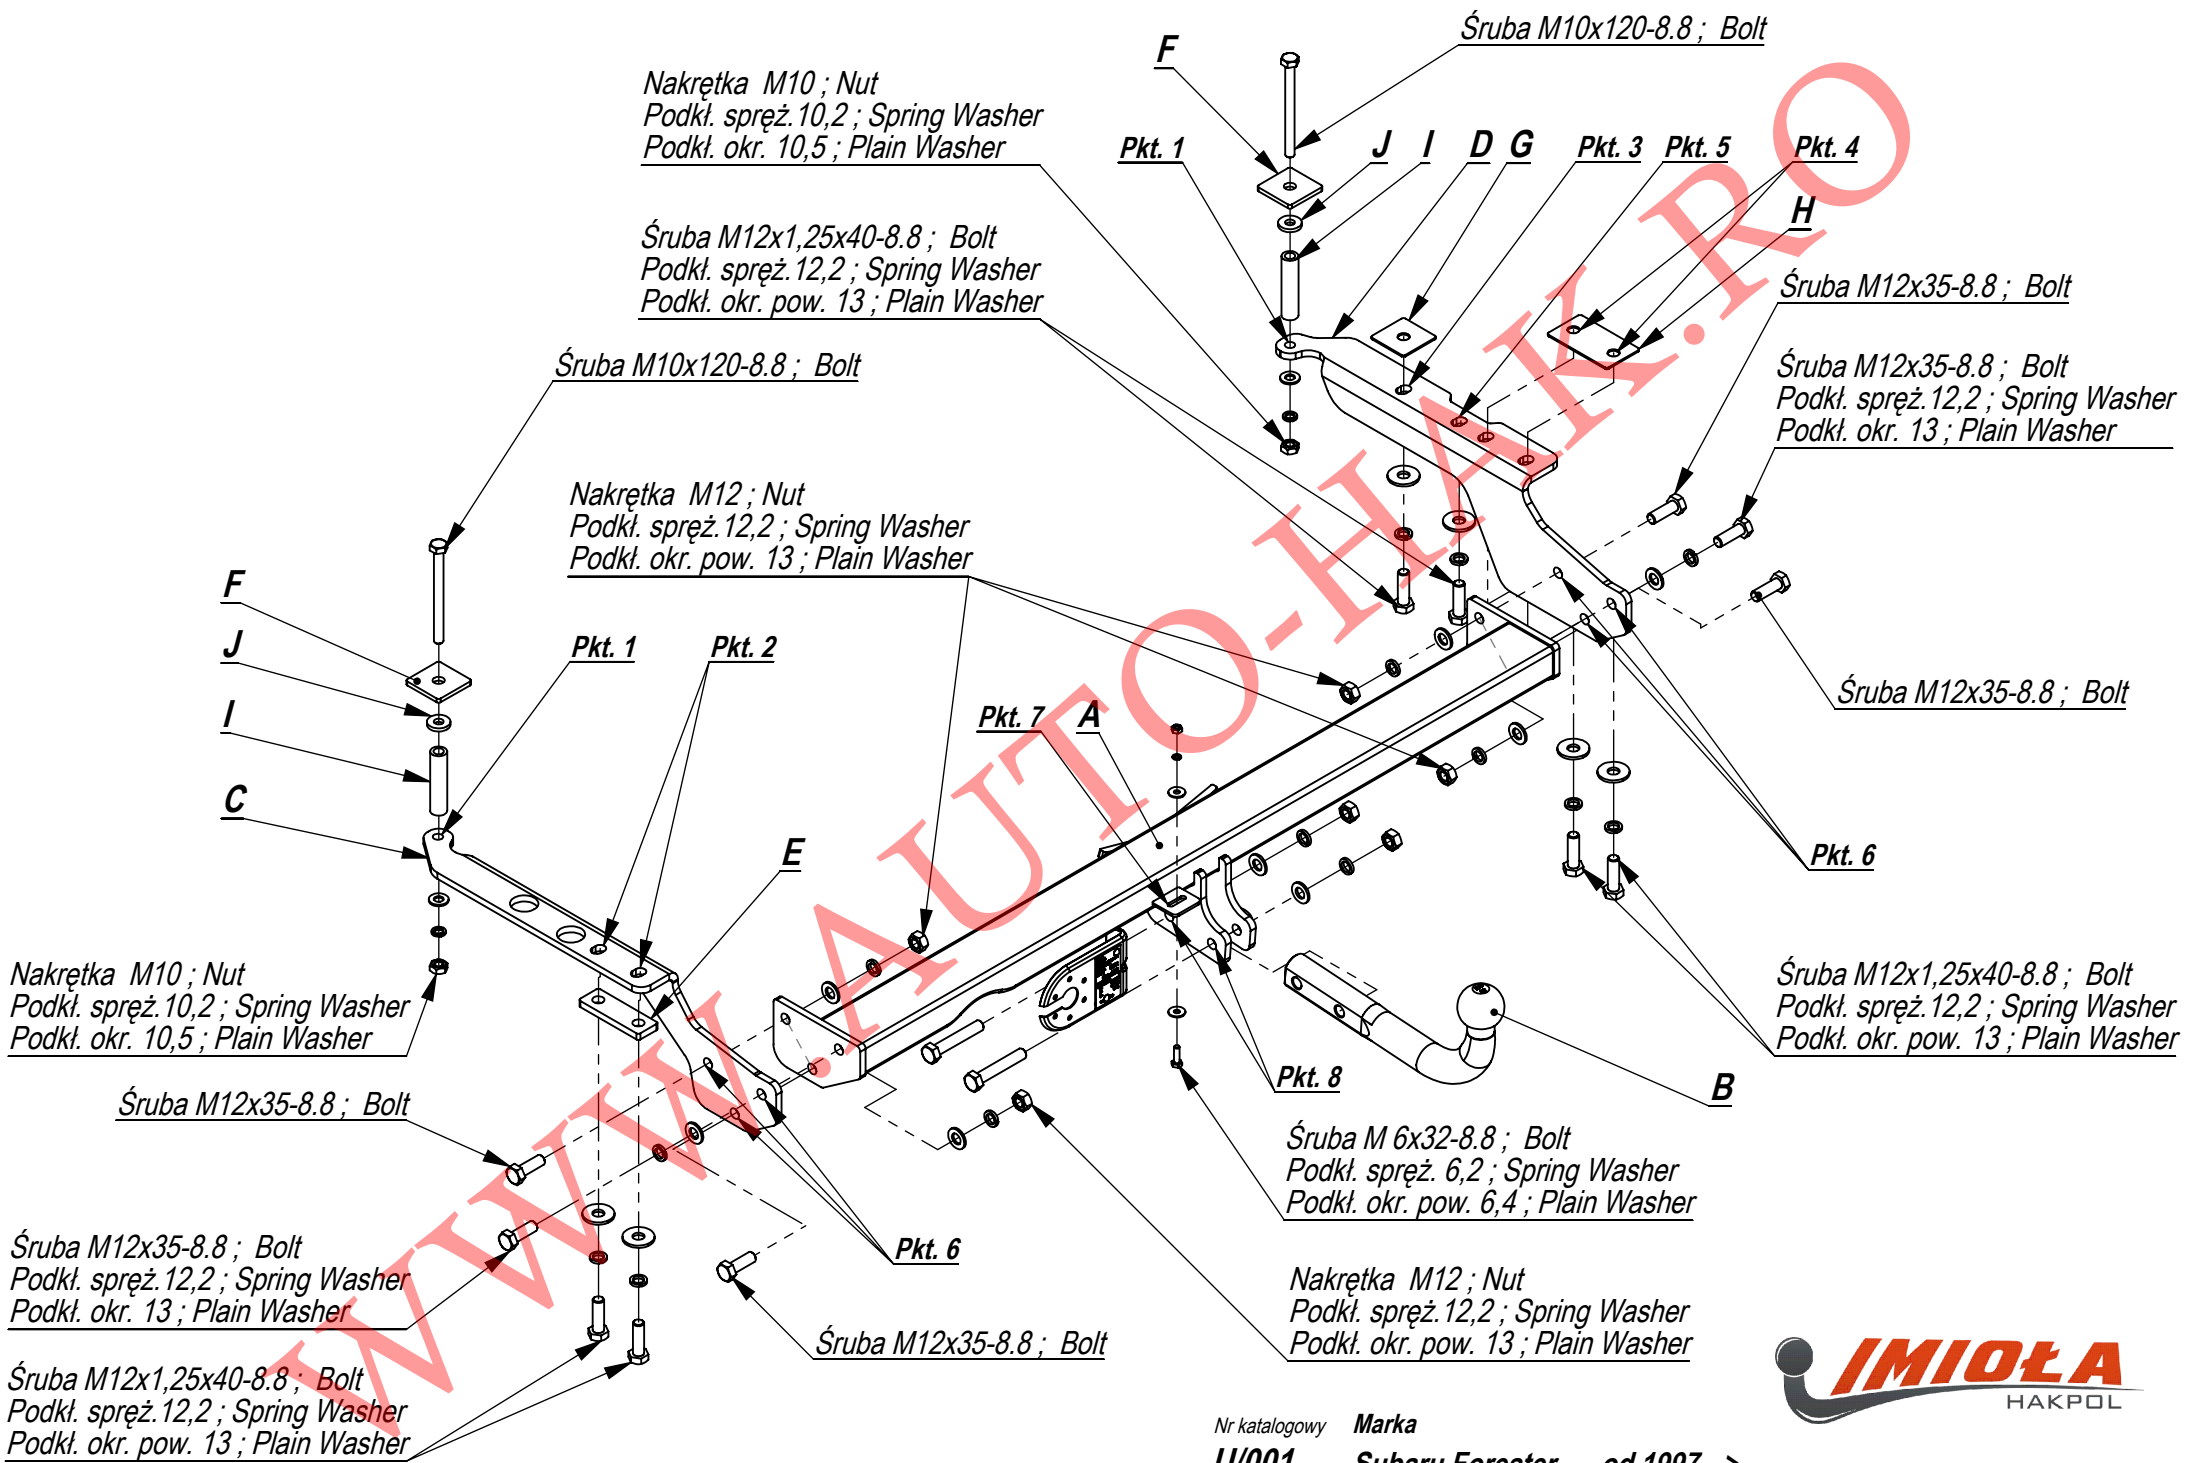 Śruba M10x120-8.8 ; Bolt
F
Nakrętka M10 ; Nut
Podkł. spręż.10,2 ; Spring Washer
Podkł. okr. 10,5 ; Plain Washer
Pkt. 1
J
I
D
G
Pkt. 3
Pkt. 5
Pkt. 4
H
Śruba M12x1,25x40-8.8 ; Bolt
Podkł. spręż.12,2 ; Spring Washer
Podkł. okr. pow. 13 ; Plain Washer
Śruba M12x35-8.8 ; Bolt
Śruba M10x120-8.8 ; Bolt
Śruba M12x35-8.8 ; Bolt
Podkł. spręż.12,2 ; Spring Washer
Podkł. okr. 13 ; Plain Washer
Nakrętka M12 ; Nut
Podkł. spręż.12,2 ; Spring Washer
Podkł. okr. pow. 13 ; Plain Washer
F
J
I
C
Pkt. 1
Pkt. 2
Śruba M12x35-8.8 ; Bolt
Pkt. 7
A
E
Pkt. 6
Nakrętka M10 ; Nut
Podkł. spręż.10,2 ; Spring Washer
Podkł. okr. 10,5 ; Plain Washer
Śruba M12x1,25x40-8.8 ; Bolt
Podkł. spręż.12,2 ; Spring Washer
Podkł. okr. pow. 13 ; Plain Washer
Pkt. 8
B
Śruba M12x35-8.8 ; Bolt
Śruba M 6x32-8.8 ; Bolt
Podkł. spręż. 6,2 ; Spring Washer
Podkł. okr. pow. 6,4 ; Plain Washer
Śruba M12x35-8.8 ; Bolt
Podkł. spręż.12,2 ; Spring Washer
Podkł. okr. 13 ; Plain Washer
Pkt. 6
Nakrętka M12 ; Nut
Podkł. spręż.12,2 ; Spring Washer
Podkł. okr. pow. 13 ; Plain Washer
Śruba M12x35-8.8 ; Bolt
Śruba M12x1,25x40-8.8 ; Bolt
Podkł. spręż.12,2 ; Spring Washer
Podkł. okr. pow. 13 ; Plain Washer
IMIOŁA
HAKPOL
Nr katalogowy Marka
U/001 Subaru Forester od 1997 ->
WWW.AUTO-HAK.RO